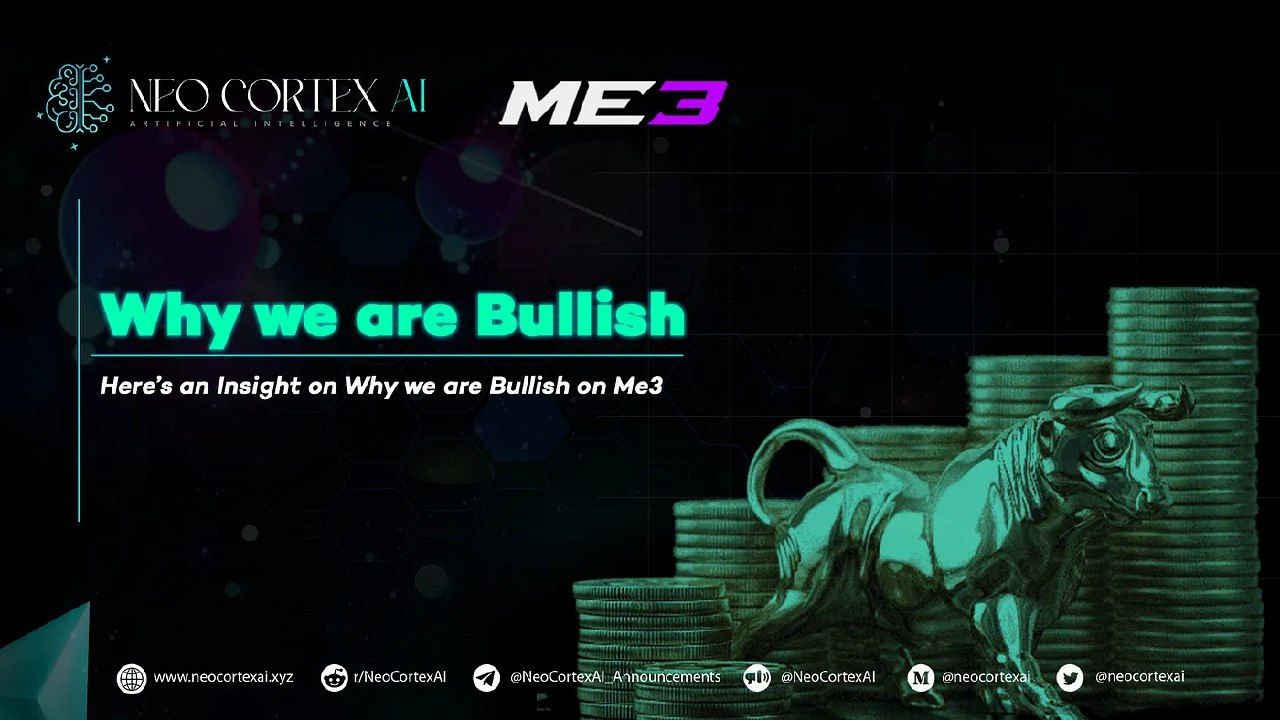 NEO CORTEX AI
ARTIFICIAL INTELLIGENCE
ME3
Why we are Bullish
Here's an Insight on Why we are Bullish on Me3
www.neocortexai.xyz
r/NeoCortexAI
@NeoCortexAI_Announcements
@NeoCortexAI
M @neocortexai
@neocortexai